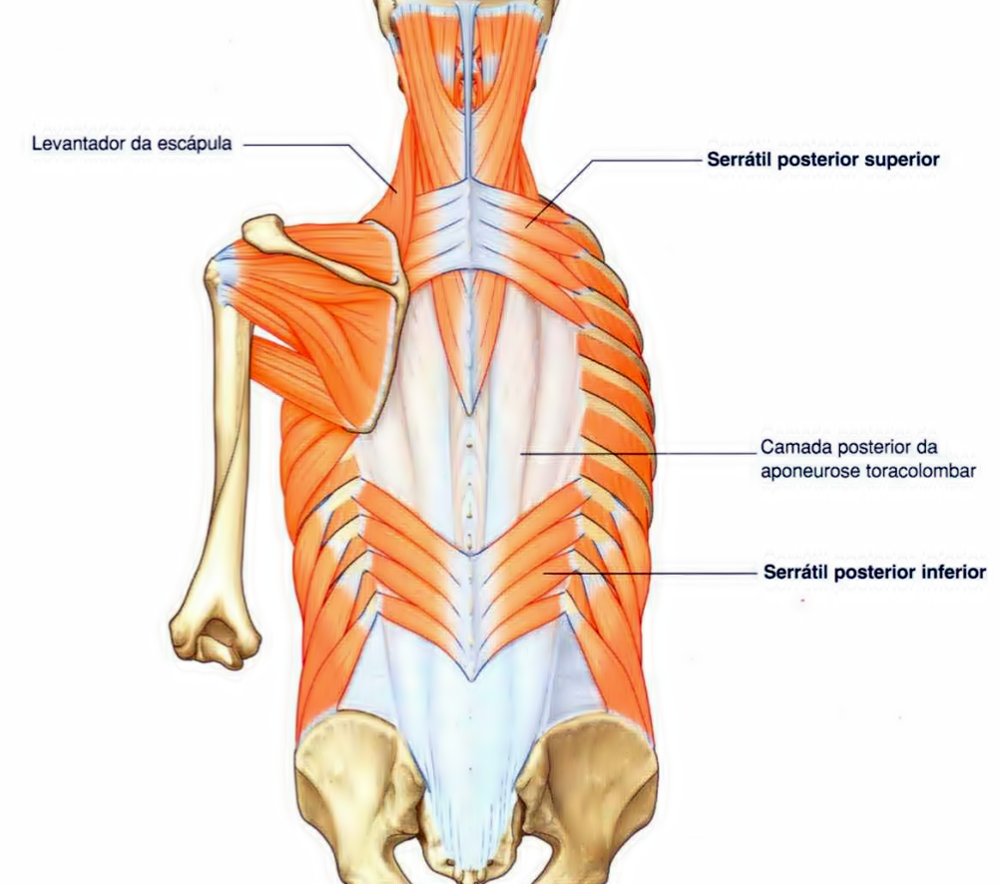 Levantador da escápula
Serrátil posterior superior
Camada posterior da
aponeurose toracolombar
Serrátil posterior inferior